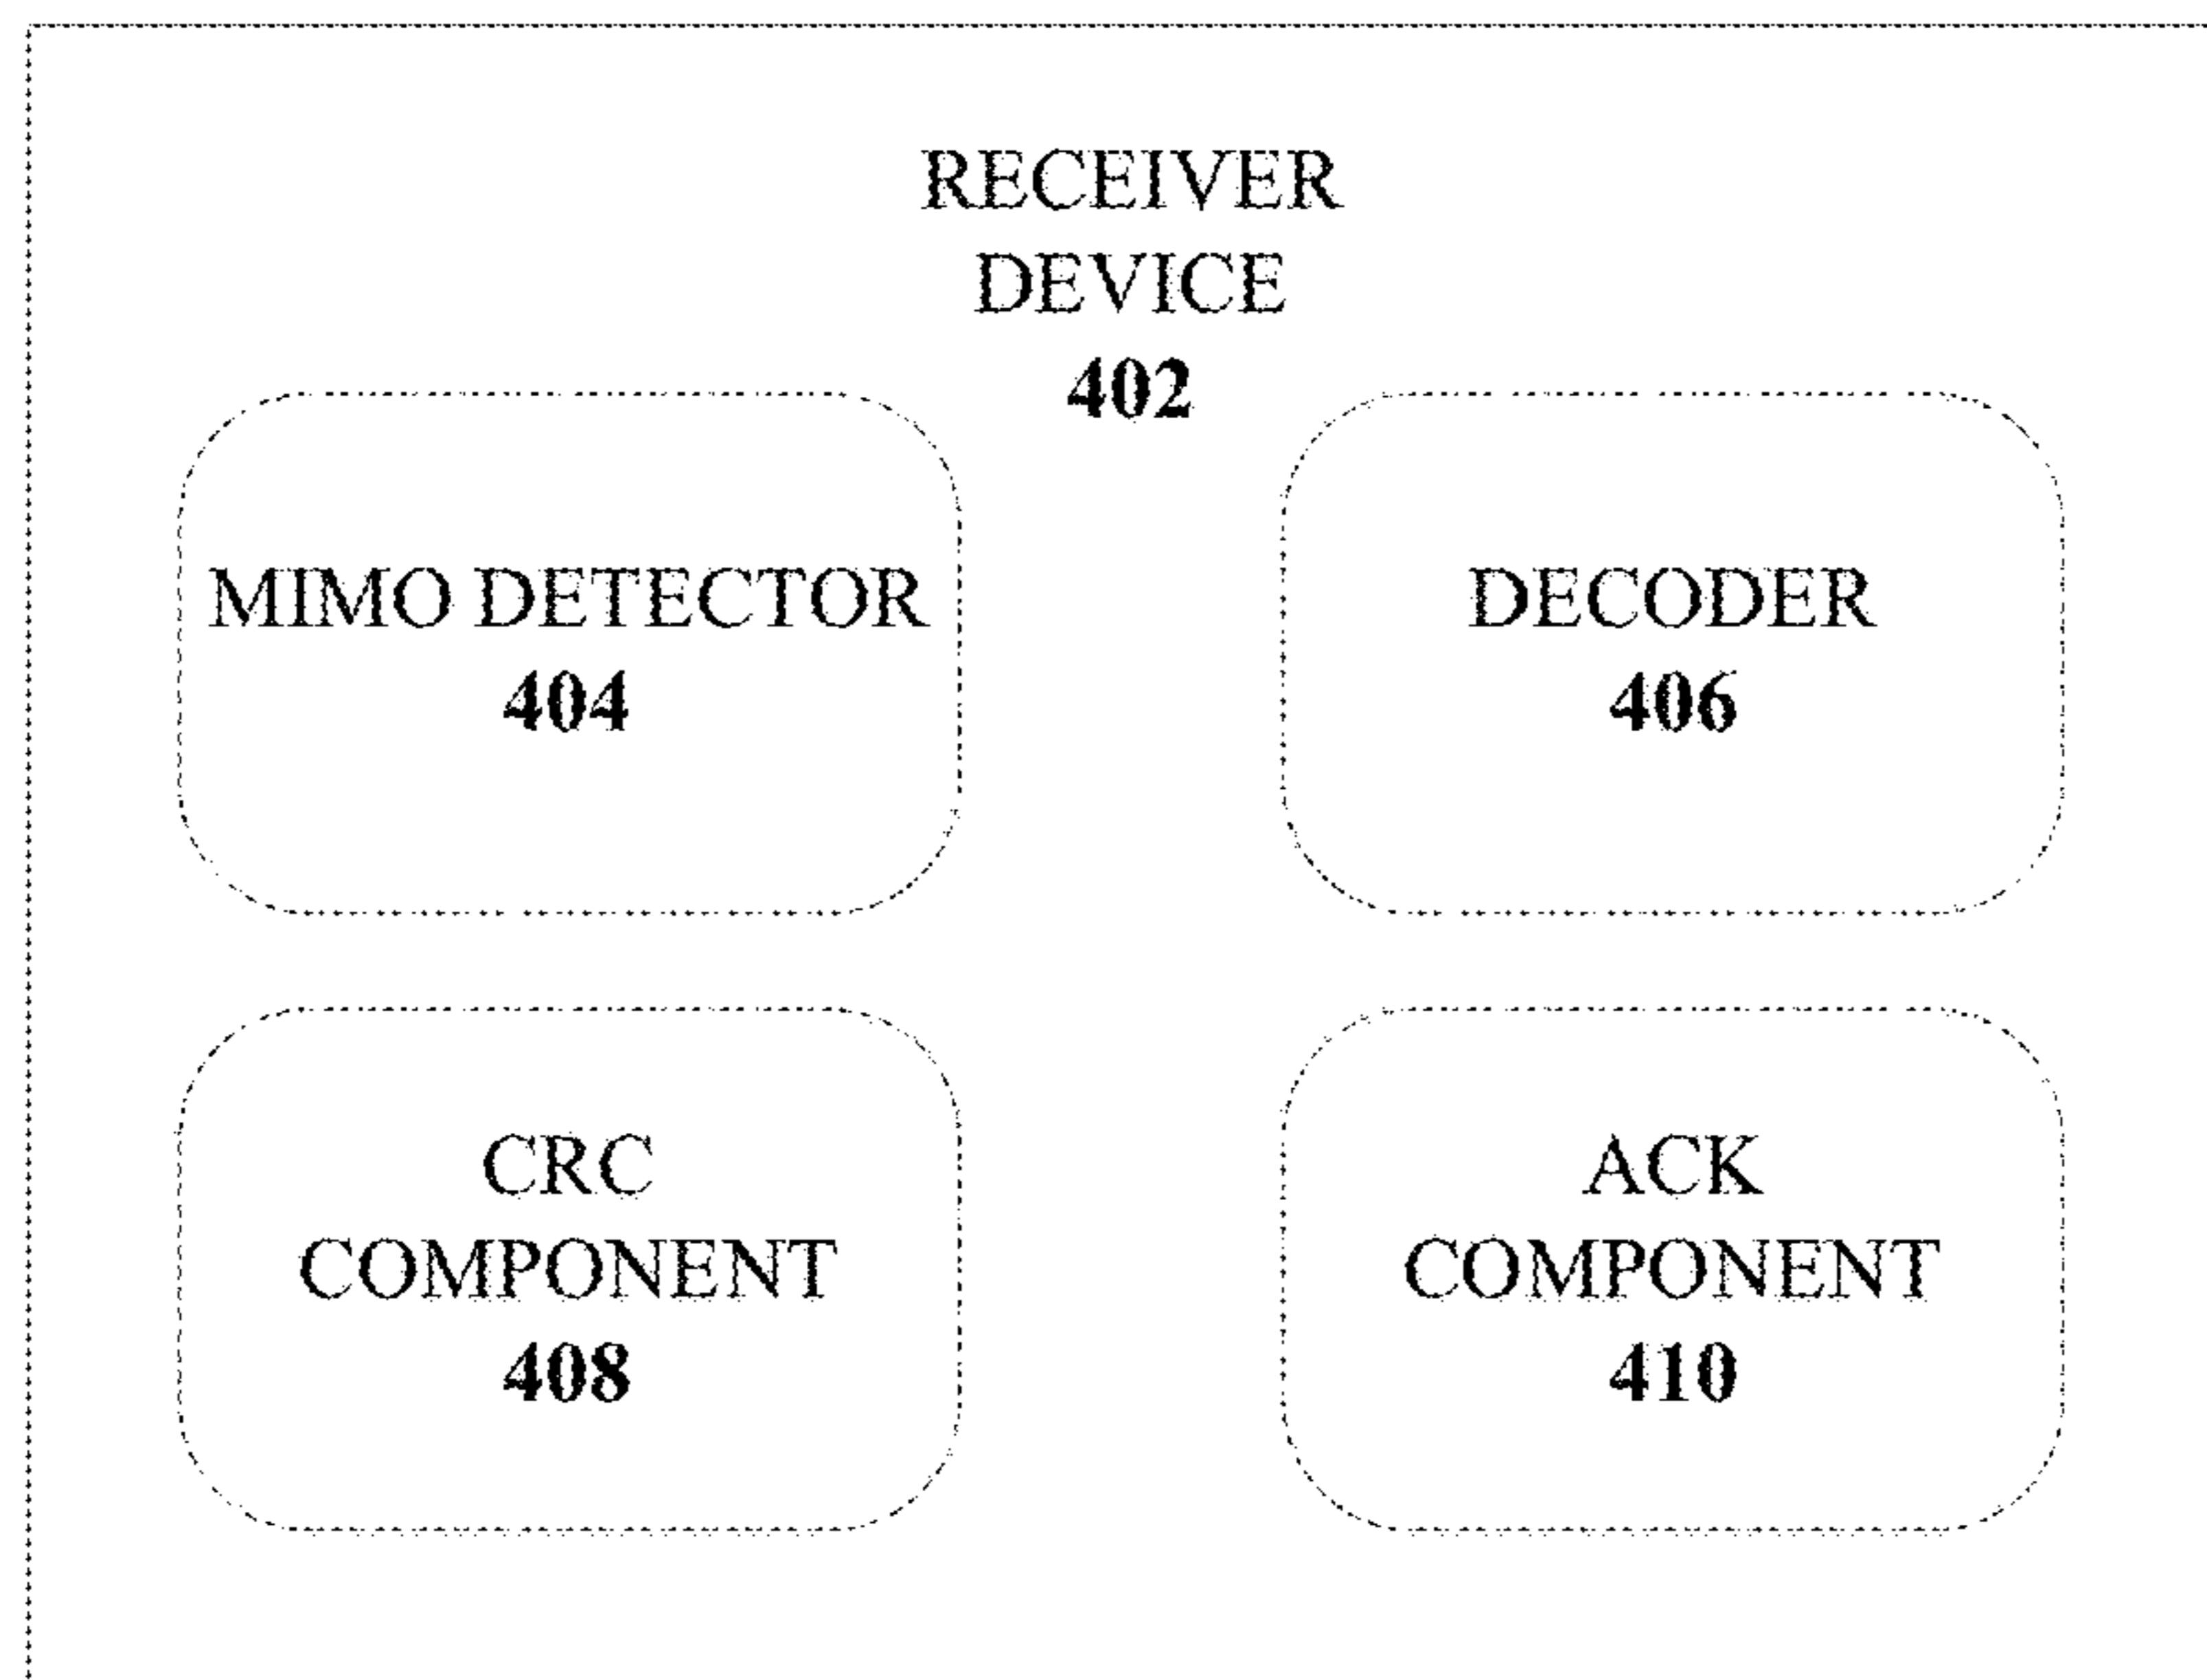 RECEIVER
DEVICE
402
MIMO DETECTOR
404
DECODER
406
CRC
COMPONENT
408
ACK
COMPONENT
410